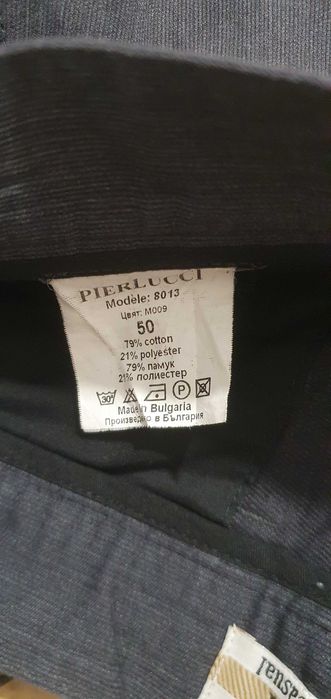 PIERLUCCI
Modèle: 8013
Цвят: M009
50
79% cotton
21% polyester
79% памук
21% полиестер
30°
P
Made in Bulgaria
Произведено в България